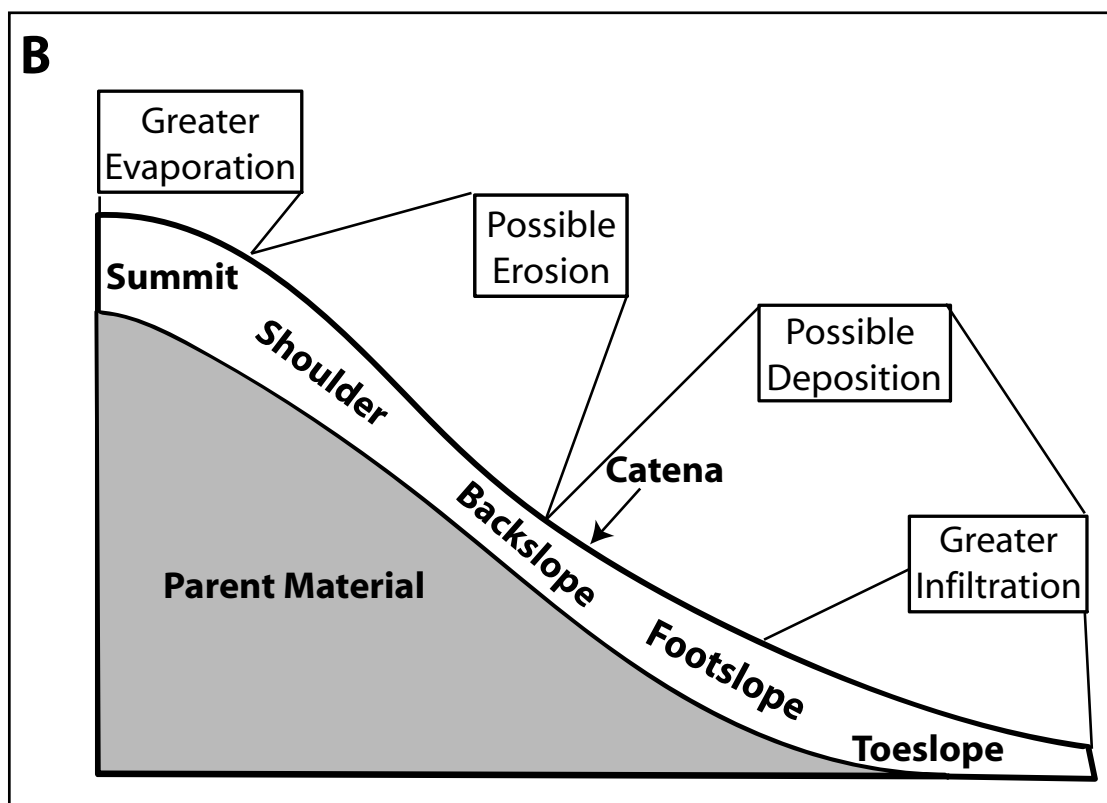 B
Greater
Evaporation
Possible
Erosion
Summit
Possible
Deposition
Shoulder
Catena
Backslope
Greater
Infiltration
Parent Material
Footslope
Toeslope